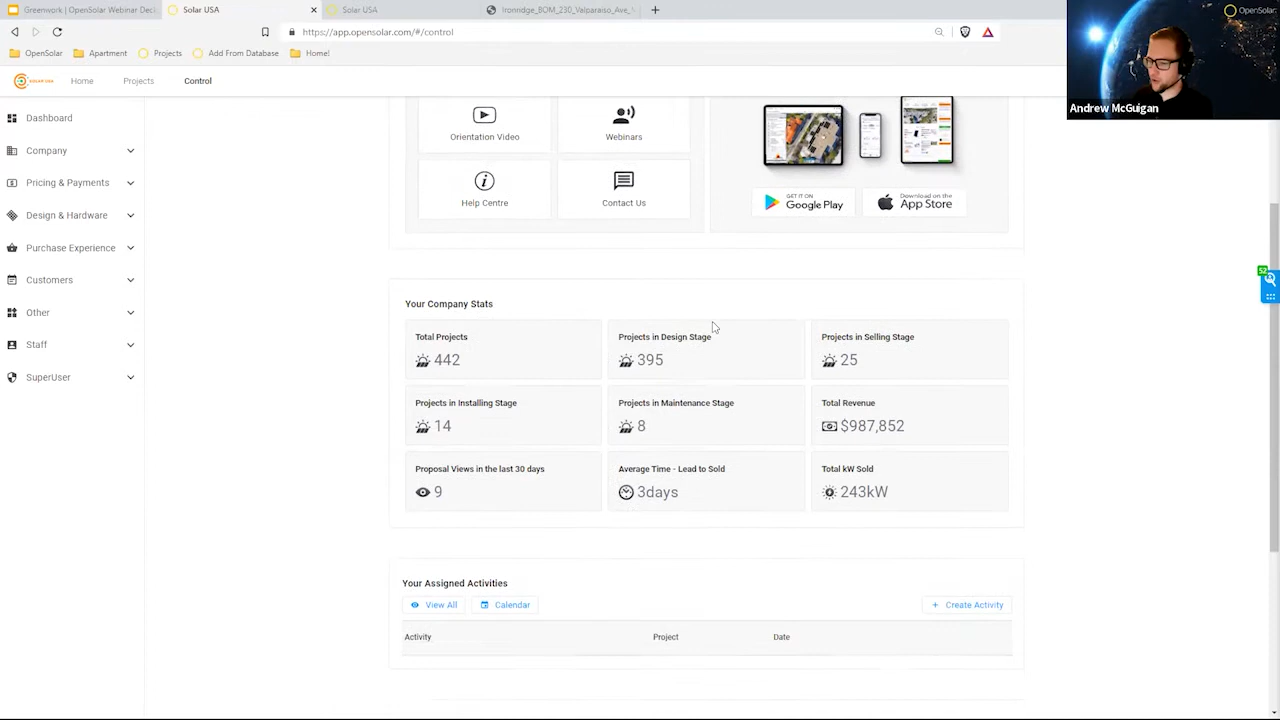 Greenwork | OpenSolar Webinar Deck
Solar USA
Solar USA
Ironridge_BOM_230_Valparaiso_Ave_
https://app.opensolar.com/#/control
OpenSolar
Apartment
Projects
Add From Database
Home!
OpenSolar
Andrew McGuigan
SOLAR USA
Home
Projects
Control
Dashboard
Company
Pricing & Payments
Design & Hardware
Purchase Experience
Customers
Other
Staff
SuperUser
Orientation Video
Webinars
Help Centre
Contact Us
GET IT ON
Google Play
Download on the
App Store
52
Your Company Stats
Total Projects
442
Projects in Design Stage
395
Projects in Selling Stage
25
Projects in Installing Stage
14
Projects in Maintenance Stage
8
Total Revenue
$987,852
Proposal Views in the last 30 days
9
Average Time - Lead to Sold
3days
Total kW Sold
243kW
Your Assigned Activities
View All
Calendar
Create Activity
Activity
Project
Date